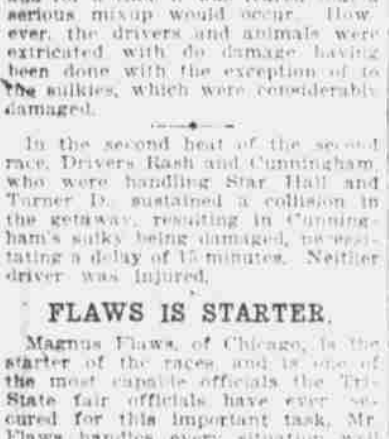 serious mixup would occur. How-
ever, the drivers and animals were
extricated with do damage having
been done with the exception of to
the sulkies, which were considerably
damaged.
In the second heat of the second
race, Drivers Rash and Cunningham,
who were handling Star Hall and
Turner D., sustained a collision in
the getaway, resulting in Cunning-
ham's sulky being damaged, necessi-
tating a delay of 15 minutes. Neither
driver was injured.
FLAWS IS STARTER.
Magnus Flaws, of Chicago, is the
starter of the races, and is one of
the most capable officials the Tri-
State fair officials have ever se-
cured for this important task. Mr.
Flaws handles every